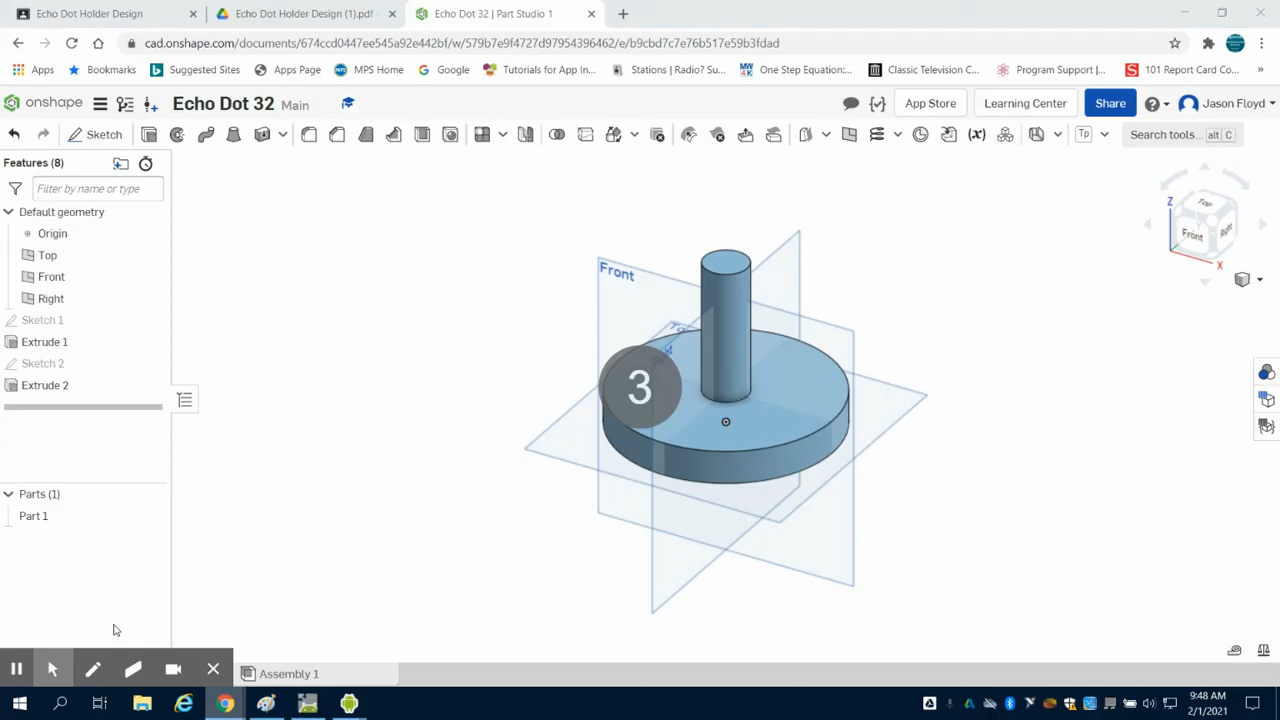 Echo Dot Holder Design
Echo Dot Holder Design (1).pdf -
Echo Dot 32 | Part Studio 1
cad.onshape.com/documents/674ccd0447ee545a92e442bf/w/579b7e9f4727d97954396462/e/b9cbd7c7e76b517e59b3fdad
Apps
Bookmarks
Suggested Sites
Apps Page
MPS Home
Google
Tutorials for App In...
Stations | Radio? Su...
One Step Equation:...
Classic Television C...
Program Support |...
101 Report Card Co...
onshape
Echo Dot 32
Main
App Store
Learning Center
Share
Jason Floyd
Sketch
Tp
Search tools...
alt
C
Features (8)
Filter by name or type
Default geometry
Origin
Top
Front
Right
Sketch 1
Extrude 1
Sketch 2
Extrude 2
Parts (1)
Part 1
Front
3
Z
Top
Front
Right
X
Assembly 1
9:48 AM
2/1/2021